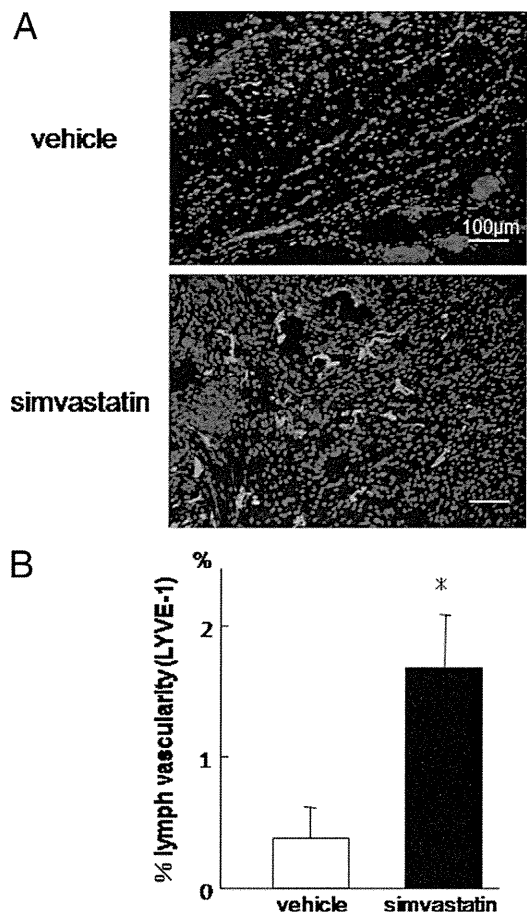 A
vehicle
100µm
simvastatin
B
%
*
2
1
0
% lymph vascularity (LYVE-1)
vehicle
simvastatin